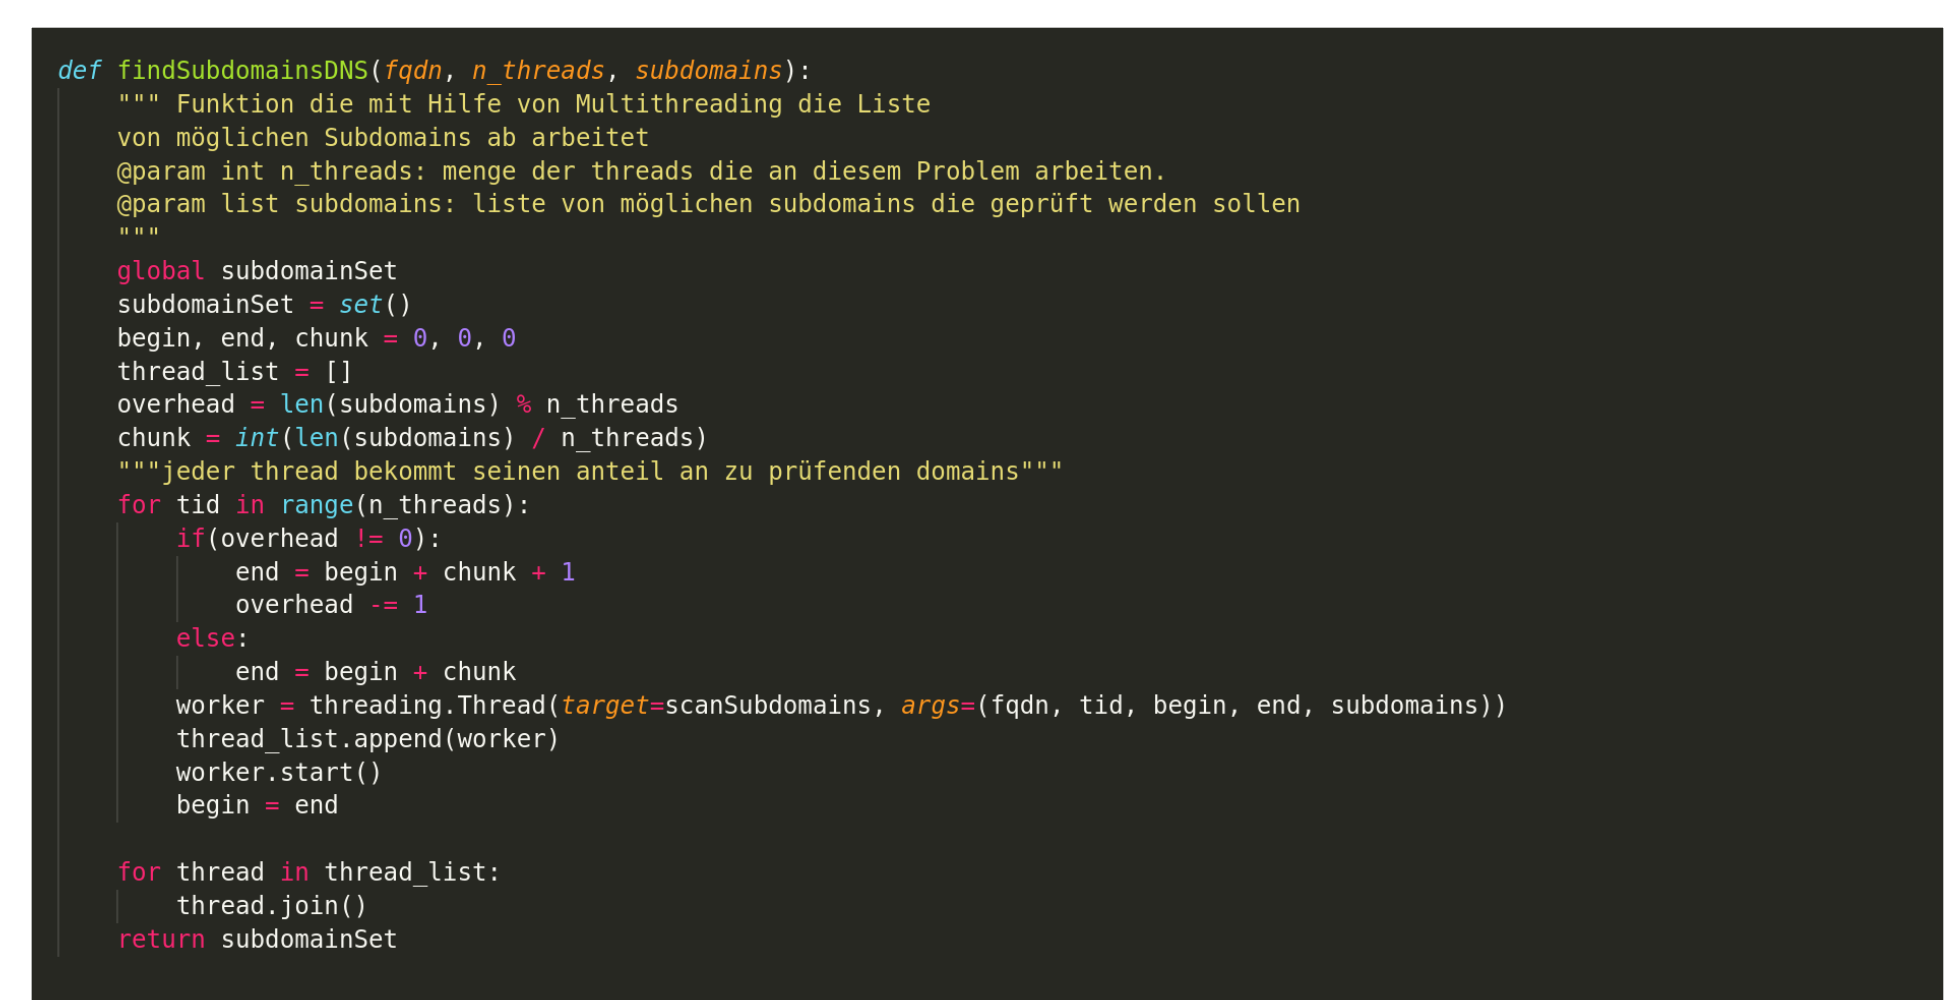 def findSubdomainsDNS(fqdn, n_threads, subdomains):
    """ Funktion die mit Hilfe von Multithreading die Liste
    von möglichen Subdomains ab arbeitet
    @param int n_threads: menge der threads die an diesem Problem arbeiten.
    @param list subdomains: liste von möglichen subdomains die geprüft werden sollen
    """
    global subdomainSet
    subdomainSet = set()
    begin, end, chunk = 0, 0, 0
    thread_list = []
    overhead = len(subdomains) % n_threads
    chunk = int(len(subdomains) / n_threads)
    """jeder thread bekommt seinen anteil an zu prüfenden domains"""
    for tid in range(n_threads):
        if(overhead != 0):
            end = begin + chunk + 1
            overhead -= 1
        else:
            end = begin + chunk
        worker = threading.Thread(target=scanSubdomains, args=(fqdn, tid, begin, end, subdomains))
        thread_list.append(worker)
        worker.start()
        begin = end

    for thread in thread_list:
        thread.join()
    return subdomainSet